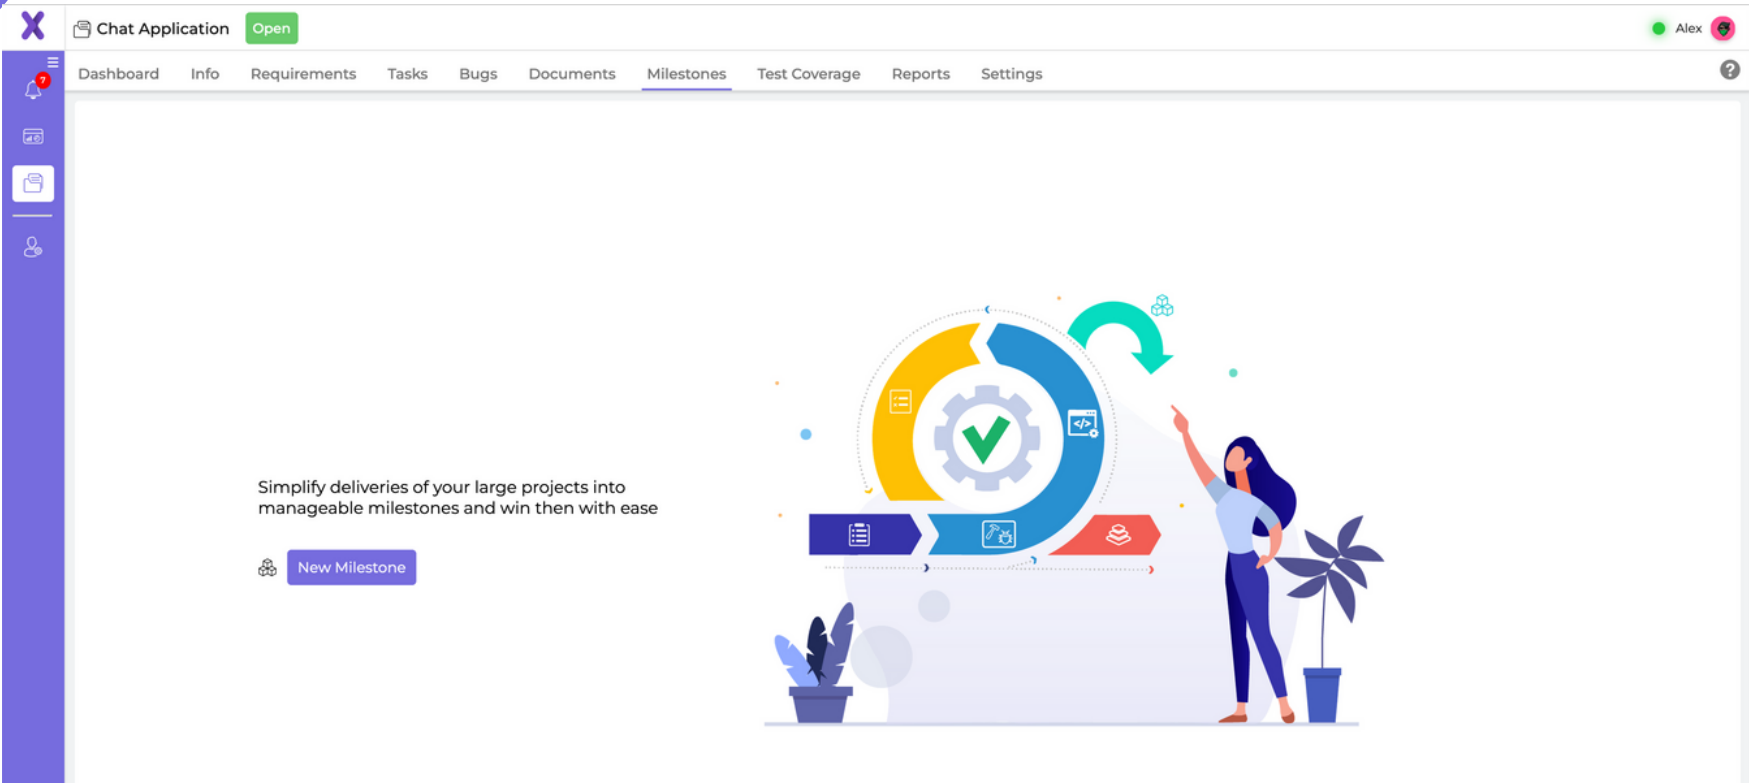 X
Chat Application
Open
Alex
7
Dashboard Info Requirements Tasks Bugs Documents Milestones Test Coverage Reports Settings
?
Simplify deliveries of your large projects into
manageable milestones and win then with ease
New Milestone
</>